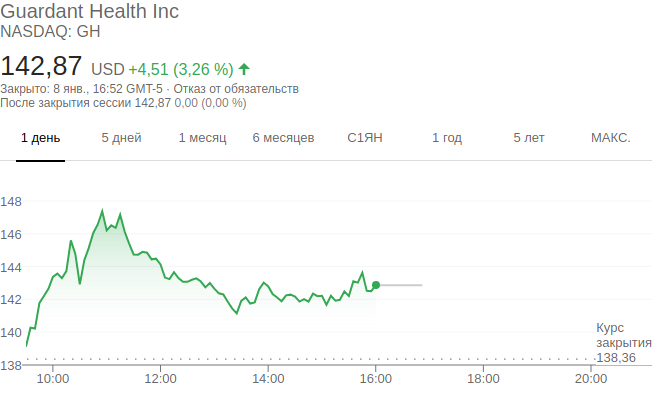 Guardant Health Inc
NASDAQ: GH
142,87 USD +4,51 (3,26 %) ↑
Закрыто: 8 янв., 16:52 GMT-5 · Отказ от обязательств
После закрытия сессии 142,87 0,00 (0,00 %)
1 день 5 дней 1 месяц 6 месяцев С1ЯН 1 год 5 лет МАКС.
148
146
144
142
140
Курс
закрытия
138,36
138
10:00 12:00 14:00 16:00 18:00 20:00